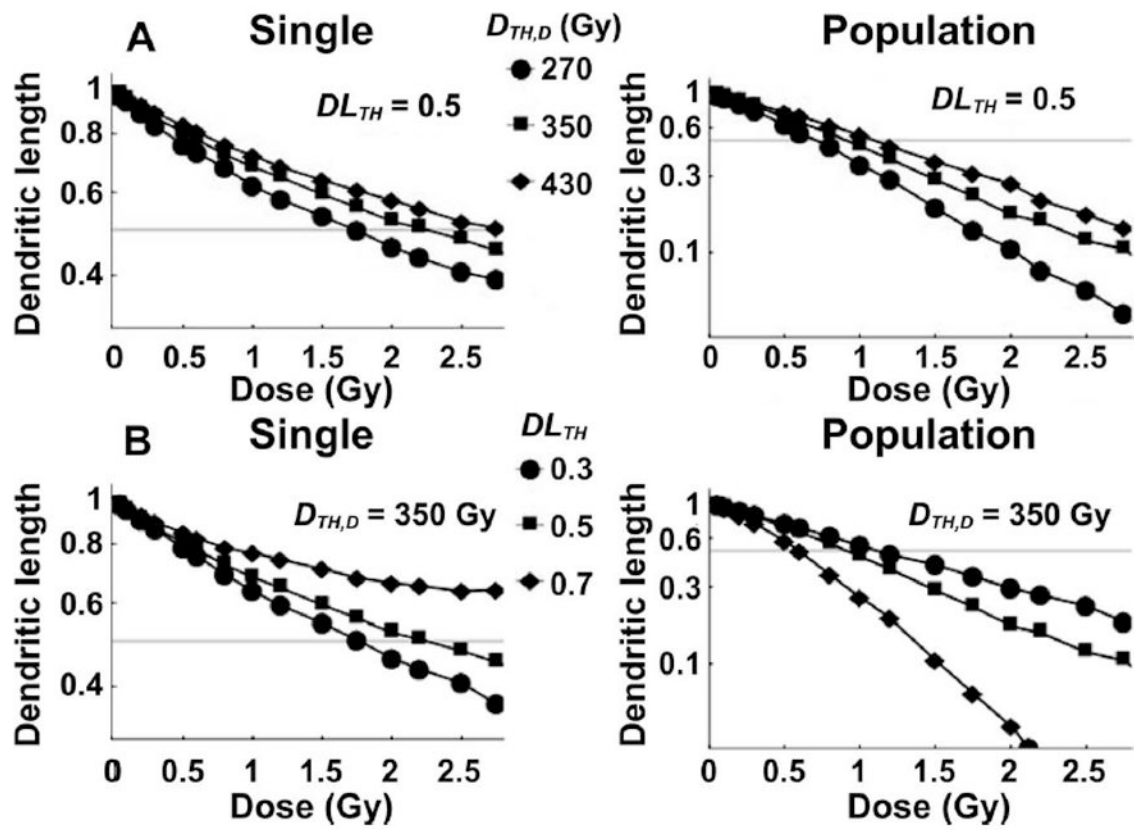 A Single
D_TH,D (Gy)
270
350
430
DL_TH = 0.5
Dendritic length
1
0.8
0.6
0.4
0 0.5 1 1.5 2 2.5
Dose (Gy)
Population
DL_TH = 0.5
Dendritic length
1
0.6
0.3
0.1
0 0.5 1 1.5 2 2.5
Dose (Gy)
B Single
DL_TH
0.3
0.5
0.7
D_TH,D = 350 Gy
Dendritic length
1
0.8
0.6
0.4
0 0.5 1 1.5 2 2.5
Dose (Gy)
Population
D_TH,D = 350 Gy
Dendritic length
1
0.6
0.3
0.1
0 0.5 1 1.5 2 2.5
Dose (Gy)